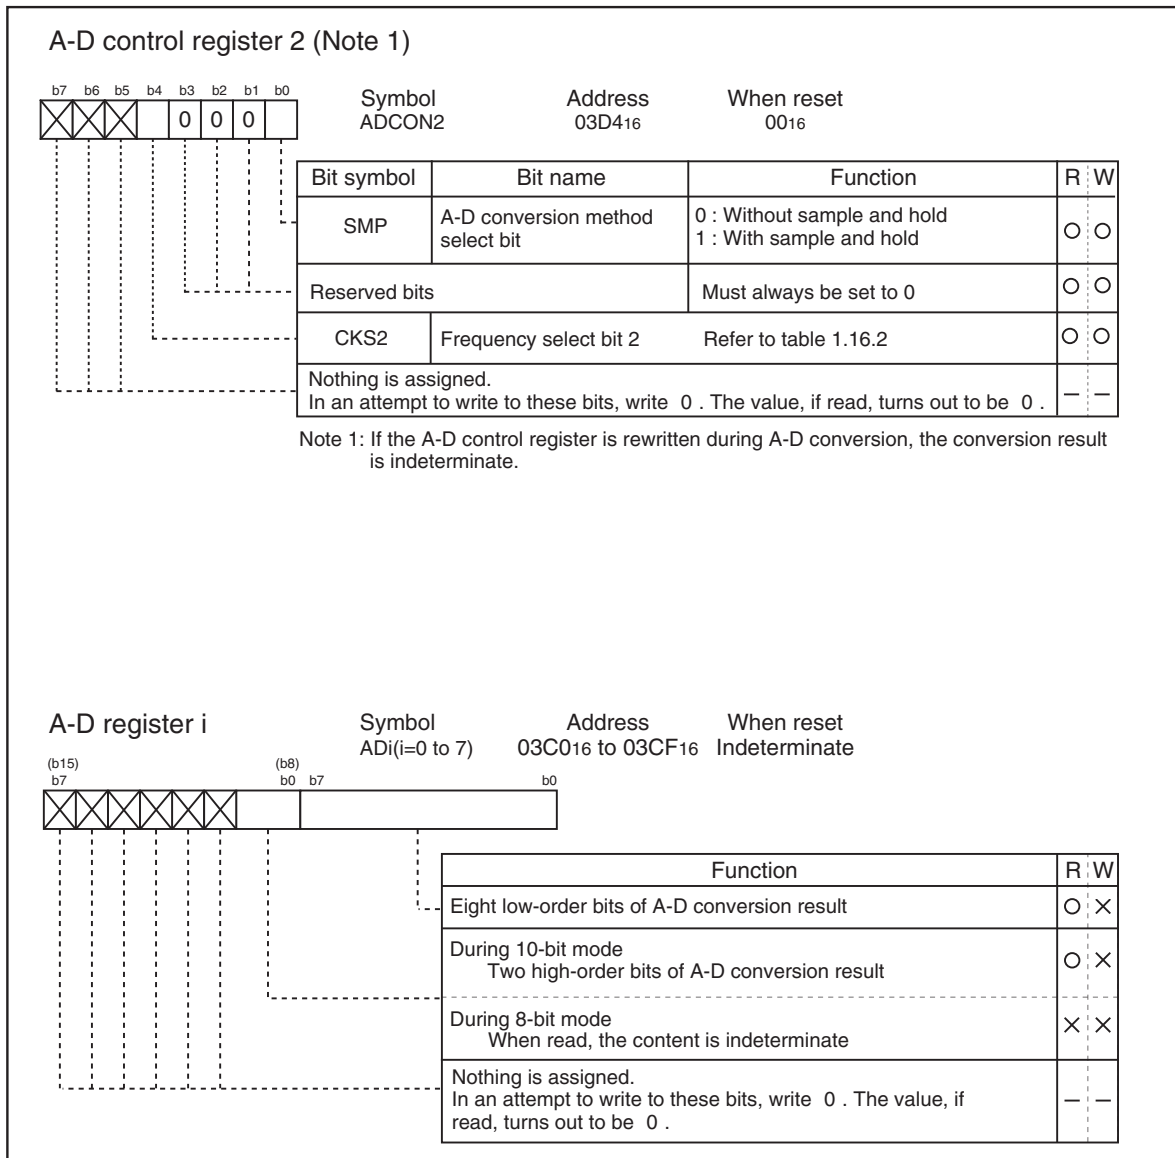 A-D control register 2 (Note 1)
b7 b6 b5 b4 b3 b2 b1 b0
0 0 0
Symbol Address When reset
ADCON2 03D416 0016
Bit symbol Bit name Function R W
SMP A-D conversion method select bit 0 : Without sample and hold
1 : With sample and hold
Reserved bits Must always be set to 0
CKS2 Frequency select bit 2 Refer to table 1.16.2
Nothing is assigned.
In an attempt to write to these bits, write 0 . The value, if read, turns out to be 0 .
Note 1: If the A-D control register is rewritten during A-D conversion, the conversion result
is indeterminate.
A-D register i
Symbol Address When reset
ADi(i=0 to 7) 03C016 to 03CF16 Indeterminate
(b15) (b8)
b7 b0 b7 b0
Function R W
Eight low-order bits of A-D conversion result
During 10-bit mode
Two high-order bits of A-D conversion result
During 8-bit mode
When read, the content is indeterminate
Nothing is assigned.
In an attempt to write to these bits, write 0 . The value, if
read, turns out to be 0 .